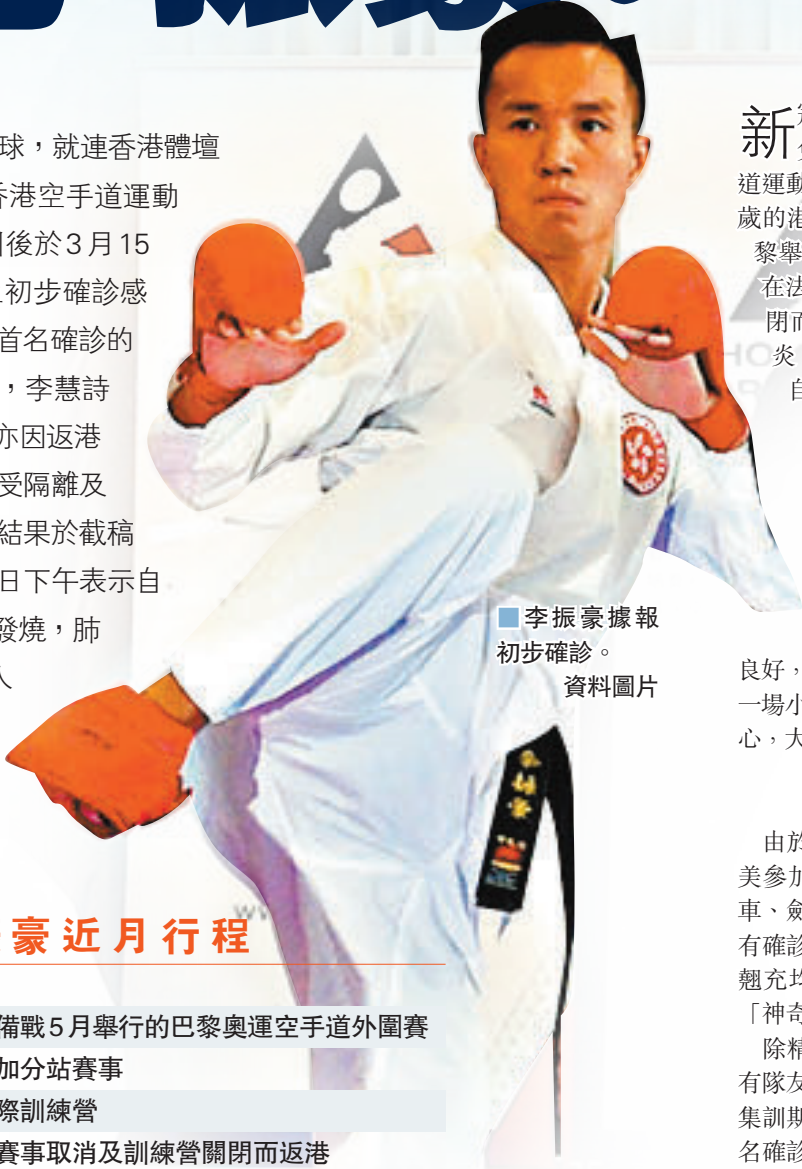 球，就連香港體壇
香港空手道運動
後於3月15
初步確診感
首名確診的
，李慧詩
亦因返港
受隔離及
結果於截稿
日下午表示自
發燒，肺
人
■李振豪據報
初步確診。
資料圖片
豪近月行程
備戰5月舉行的巴黎奧運空手道外圍賽
加分站賽事
際訓練營
賽事取消及訓練營關閉而返港
新
道運動
歲的港
黎舉
在法
閉而
炎
自
良好，
一場小
心，大
由於
美參加
車、劍
有確診
翹充均
「神奇
除精
有隊友
集訓期
名確診